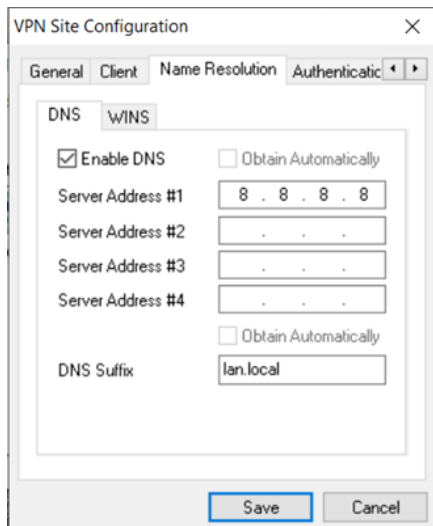 VPN Site Configuration
General Client Name Resolution Authenticatic
DNS WINS
Enable DNS Obtain Automatically
Server Address #1 8 . 8 . 8 . 8
Server Address #2 . . .
Server Address #3 . . .
Server Address #4 . . .
Obtain Automatically
DNS Suffix lan.local
Save Cancel